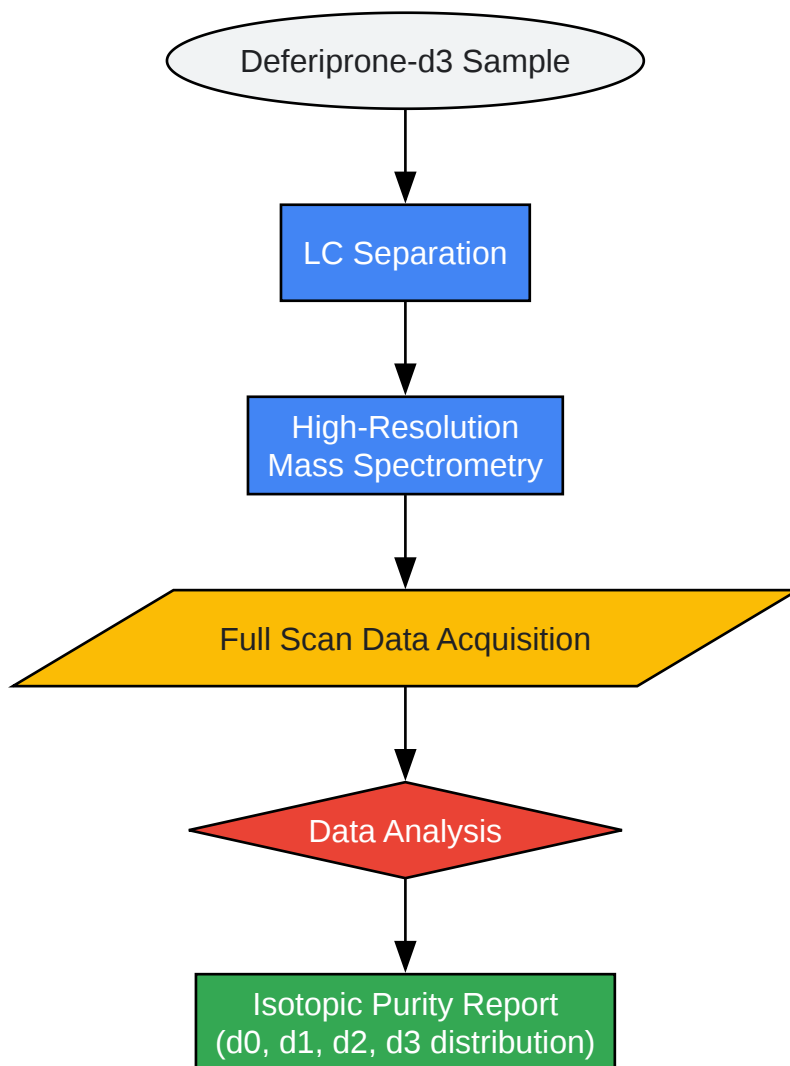 Deferiprone-d3 Sample
LC Separation
High-Resolution
Mass Spectrometry
Full Scan Data Acquisition
Data Analysis
Isotopic Purity Report
(d0, d1, d2, d3 distribution)